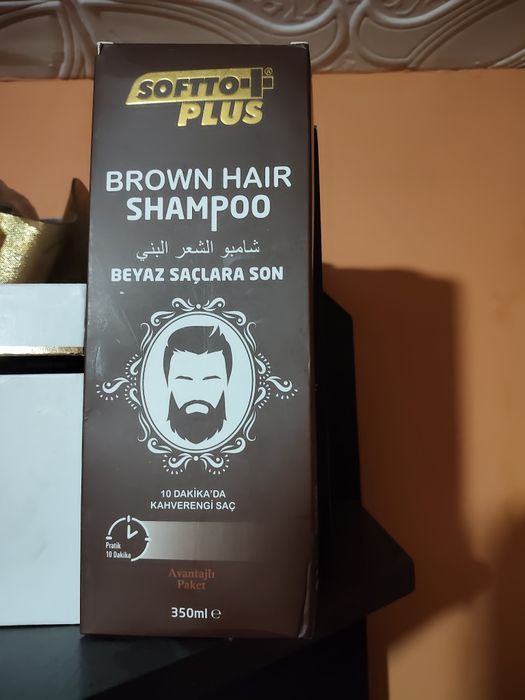 SOFTTO+®
PLUS
BROWN HAIR
SHAMPOO
شامبو الشعر البني
BEYAZ SAÇLARA SON
10 DAKİKA'DA
KAHVERENGİ SAÇ
Pratik
10 Dakika
Avantajlı
Paket
350ml ℮